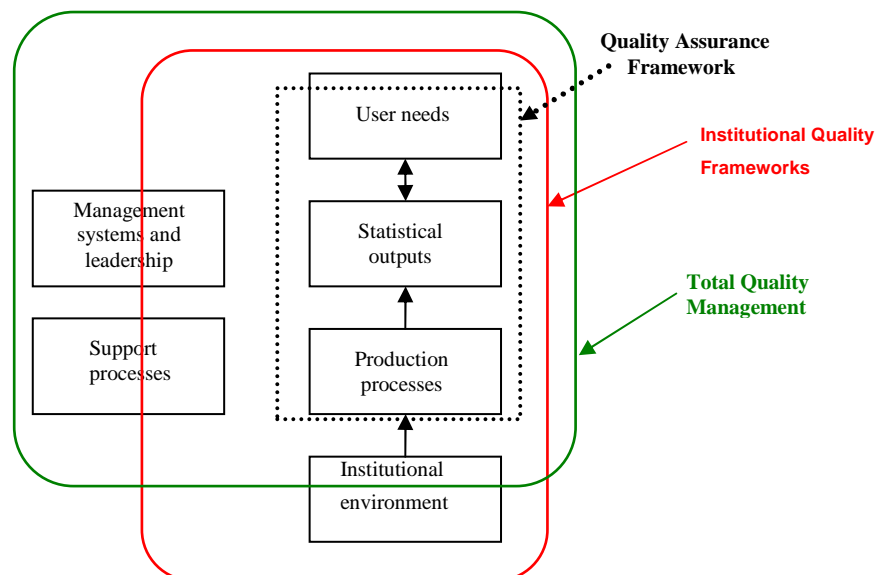 Quality Assurance
Framework
User needs
Institutional Quality
Frameworks
Management
systems and
leadership
Statistical
outputs
Total Quality
Management
Support
processes
Production
processes
Institutional
environment